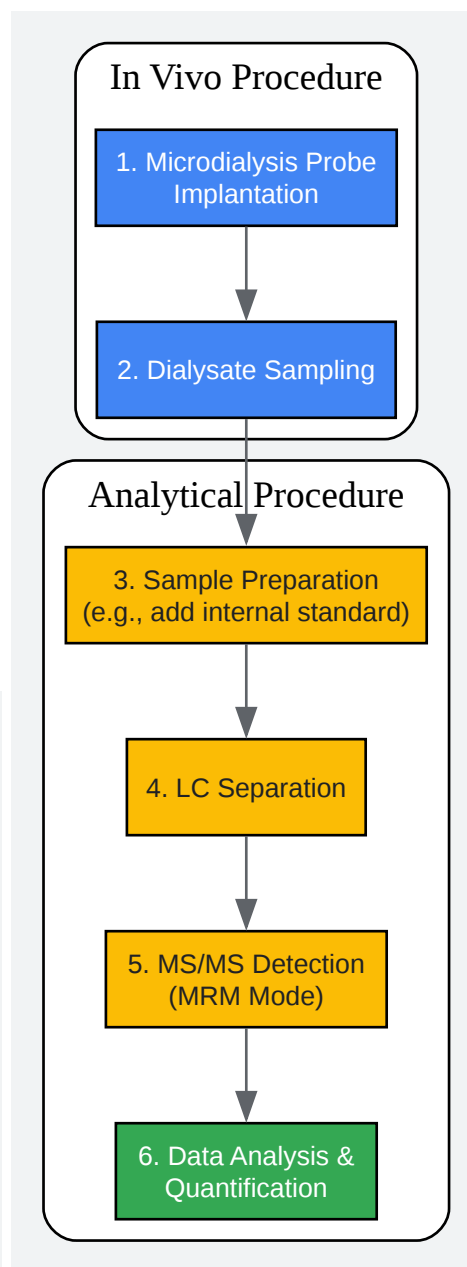 In Vivo Procedure
1. Microdialysis Probe
Implantation
2. Dialysate Sampling
Analytical Procedure
3. Sample Preparation
(e.g., add internal standard)
4. LC Separation
5. MS/MS Detection
(MRM Mode)
6. Data Analysis &
Quantification